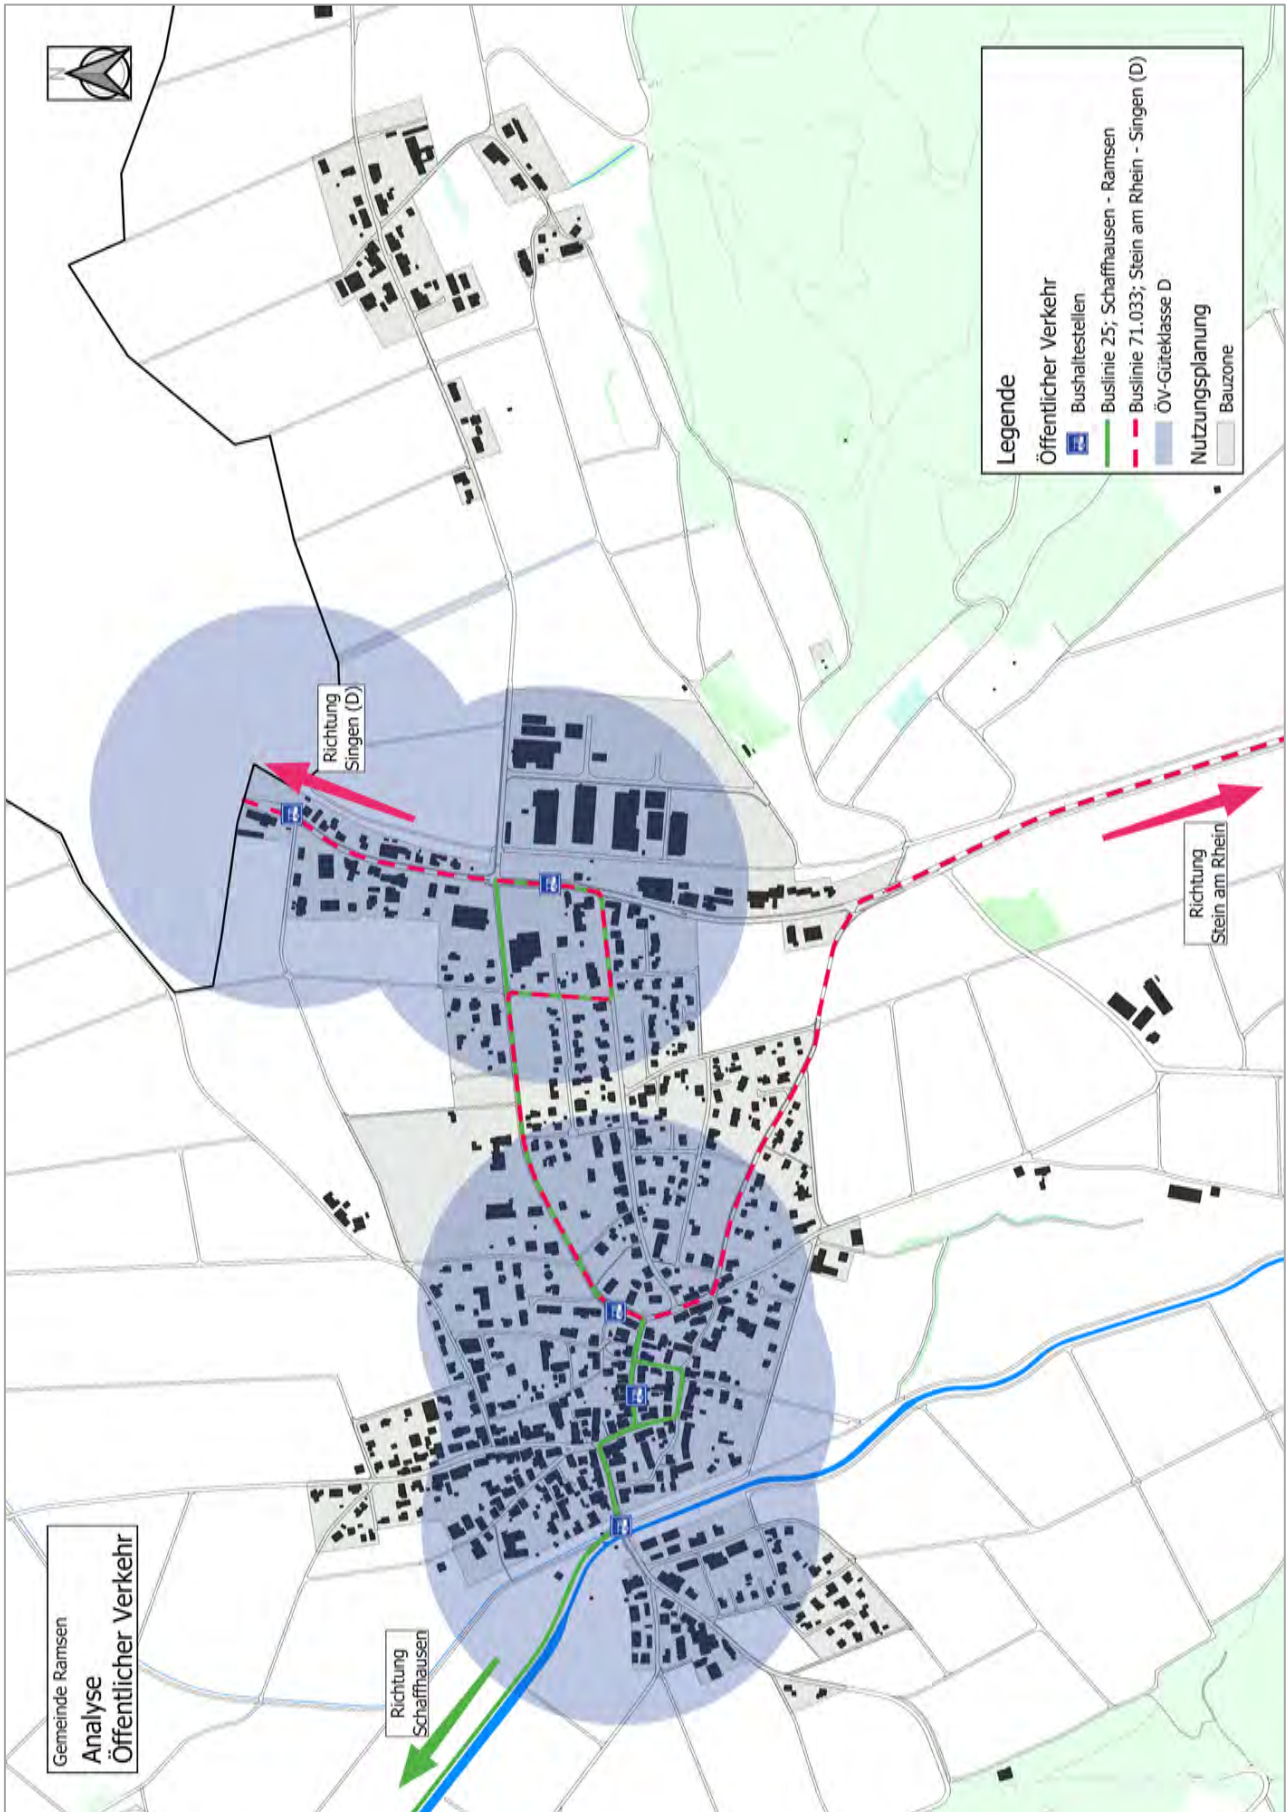 Gemeinde Ramsen
Analyse
Öffentlicher Verkehr
N
Richtung
Schaffhausen
Richtung
Singen (D)
Richtung
Stein am Rhein
Legende
Öffentlicher Verkehr
Bushaltestellen
Buslinie 25; Schaffhausen - Ramsen
Buslinie 71.033; Stein am Rhein - Singen (D)
ÖV-Güteklasse D
Nutzungsplanung
Bauzone